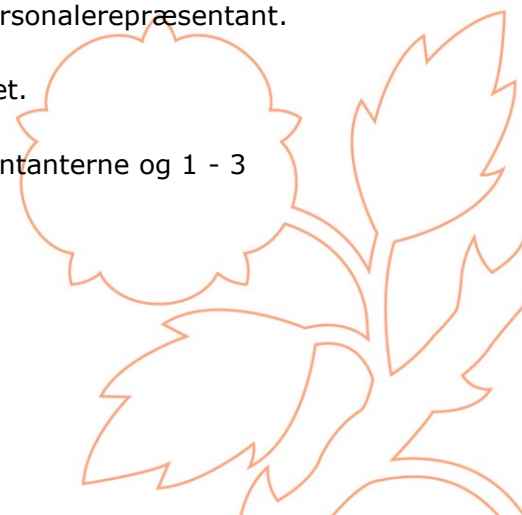 rsonalerepræsentant.
et.
ntanterne og 1 - 3